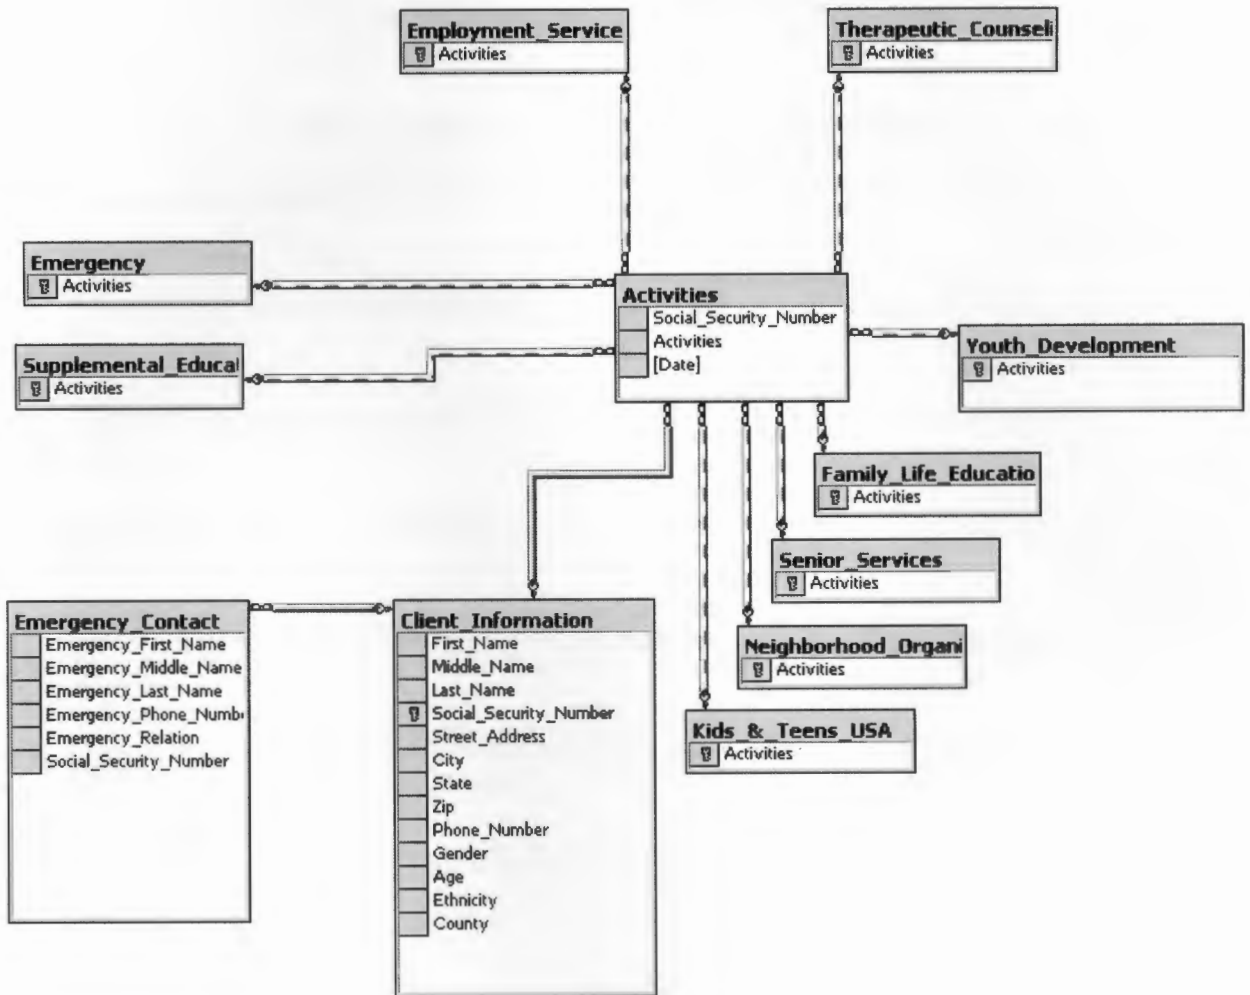 Employment_Service
Activities
Therapeutic_Counseli
Activities
Emergency
Activities
Supplemental_Educal
Activities
Activities
Social_Security_Number
Activities
[Date]
Youth_Development
Activities
Family_Life_Educatio
Activities
Senior_Services
Activities
Neighborhood_Organi
Activities
Kids_&_Teens_USA
Activities
Emergency_Contact
Emergency_First_Name
Emergency_Middle_Name
Emergency_Last_Name
Emergency_Phone_Numb
Emergency_Relation
Social_Security_Number
Client_Information
First_Name
Middle_Name
Last_Name
Social_Security_Number
Street_Address
City
State
Zip
Phone_Number
Gender
Age
Ethnicity
County